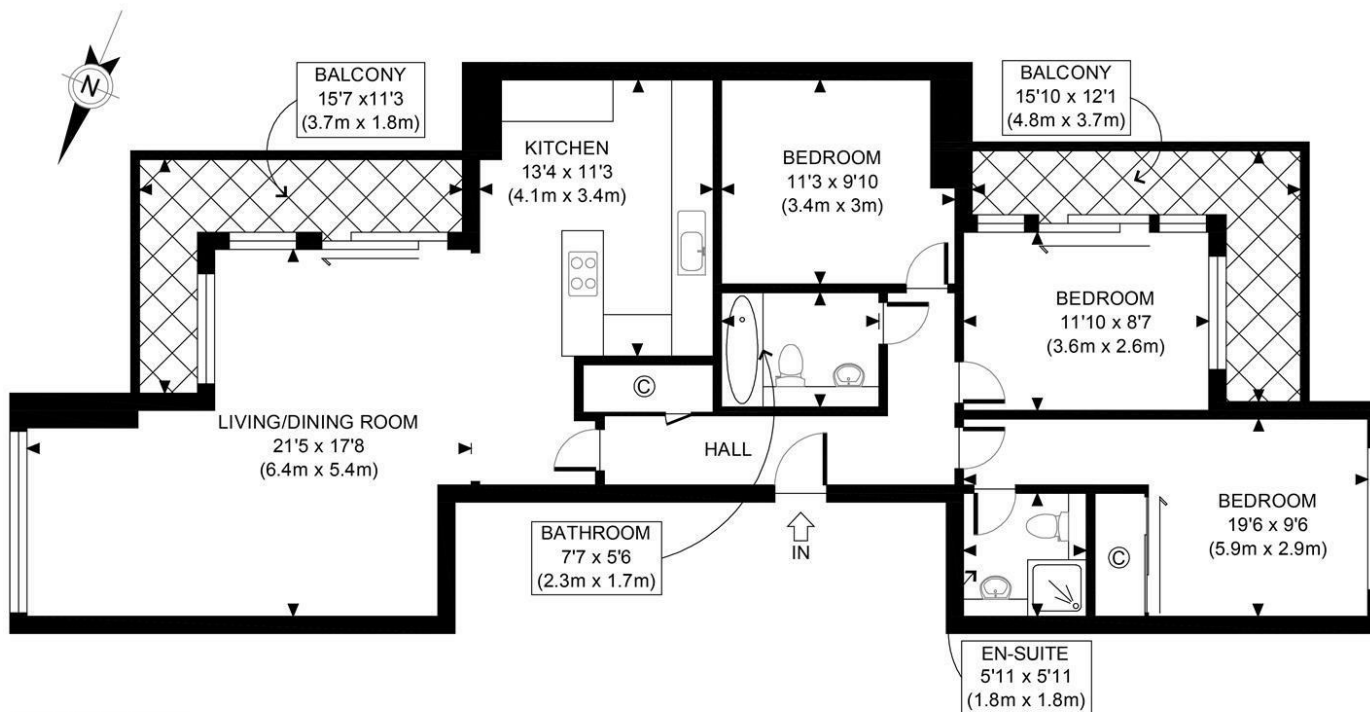 N
BALCONY
15'7 x11'3
(3.7m x 1.8m)
KITCHEN
13'4 x 11'3
(4.1m x 3.4m)
BEDROOM
11'3 x 9'10
(3.4m x 3m)
BALCONY
15'10 x 12'1
(4.8m x 3.7m)
BEDROOM
11'10 x 8'7
(3.6m x 2.6m)
C
LIVING/DINING ROOM
21'5 x 17'8
(6.4m x 5.4m)
HALL
BATHROOM
7'7 x 5'6
(2.3m x 1.7m)
IN
C
BEDROOM
19'6 x 9'6
(5.9m x 2.9m)
EN-SUITE
5'11 x 5'11
(1.8m x 1.8m)